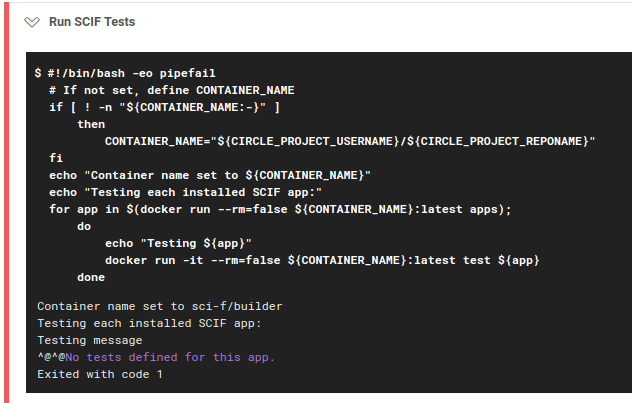 Run SCIF Tests
$ #!/bin/bash -eo pipefail
# If not set, define CONTAINER_NAME
if [ ! -n "${CONTAINER_NAME:-}" ]
then
CONTAINER_NAME="${CIRCLE_PROJECT_USERNAME}/${CIRCLE_PROJECT_REPONAME}"
fi
echo "Container name set to ${CONTAINER_NAME}"
echo "Testing each installed SCIF app:"
for app in $(docker run --rm=false ${CONTAINER_NAME}:latest apps);
do
echo "Testing ${app}"
docker run -it --rm=false ${CONTAINER_NAME}:latest test ${app}
done
Container name set to sci-f/builder
Testing each installed SCIF app:
Testing message
^@^@No tests defined for this app.
Exited with code 1